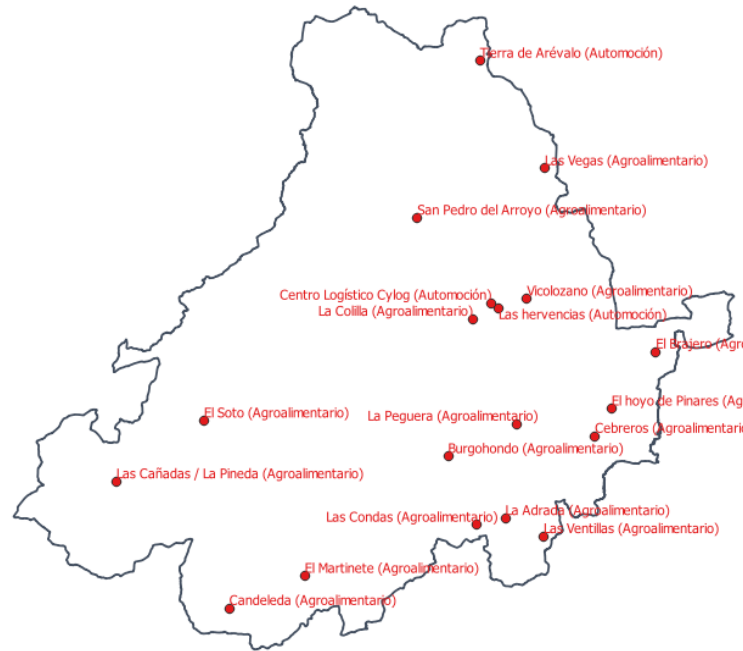 Tierra de Arévalo (Automoción)
Las Vegas (Agroalimentario)
San Pedro del Arroyo (Agroalimentario)
Vicolozano (Agroalimentario)
Centro Logístico Cylog (Automoción)
La Colilla (Agroalimentario)
Las hervencias (Automoción)
El Brajero (Agro
El hoyo de Pinares (Ag
El Soto (Agroalimentario)
La Peguera (Agroalimentario)
Cebreros (Agroalimentario
Burgohondo (Agroalimentario)
Las Cañadas / La Pineda (Agroalimentario)
La Adrada (Agroalimentario)
Las Condas (Agroalimentario)
Las Ventillas (Agroalimentario)
El Martinete (Agroalimentario)
Candeleda (Agroalimentario)